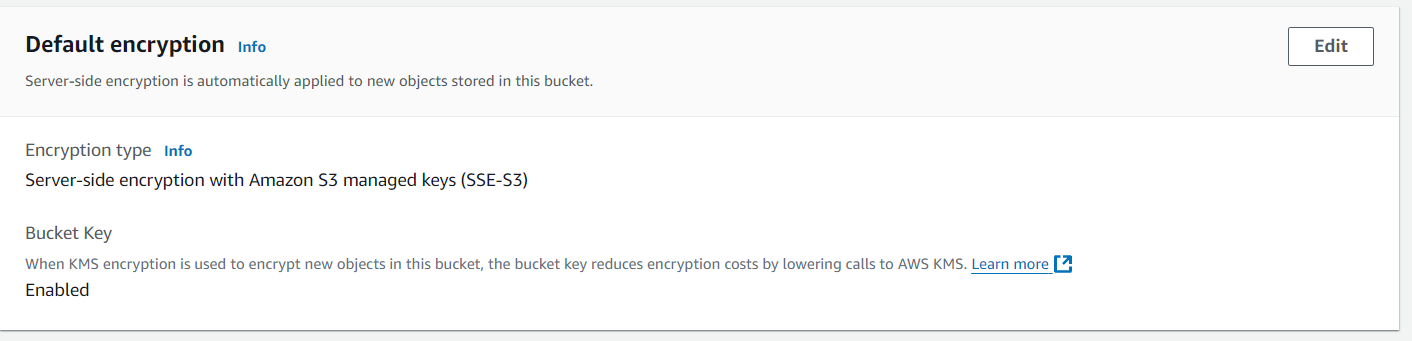 Default encryption Info
Edit
Server-side encryption is automatically applied to new objects stored in this bucket.
Encryption type Info
Server-side encryption with Amazon S3 managed keys (SSE-S3)
Bucket Key
When KMS encryption is used to encrypt new objects in this bucket, the bucket key reduces encryption costs by lowering calls to AWS KMS. Learn more
Enabled